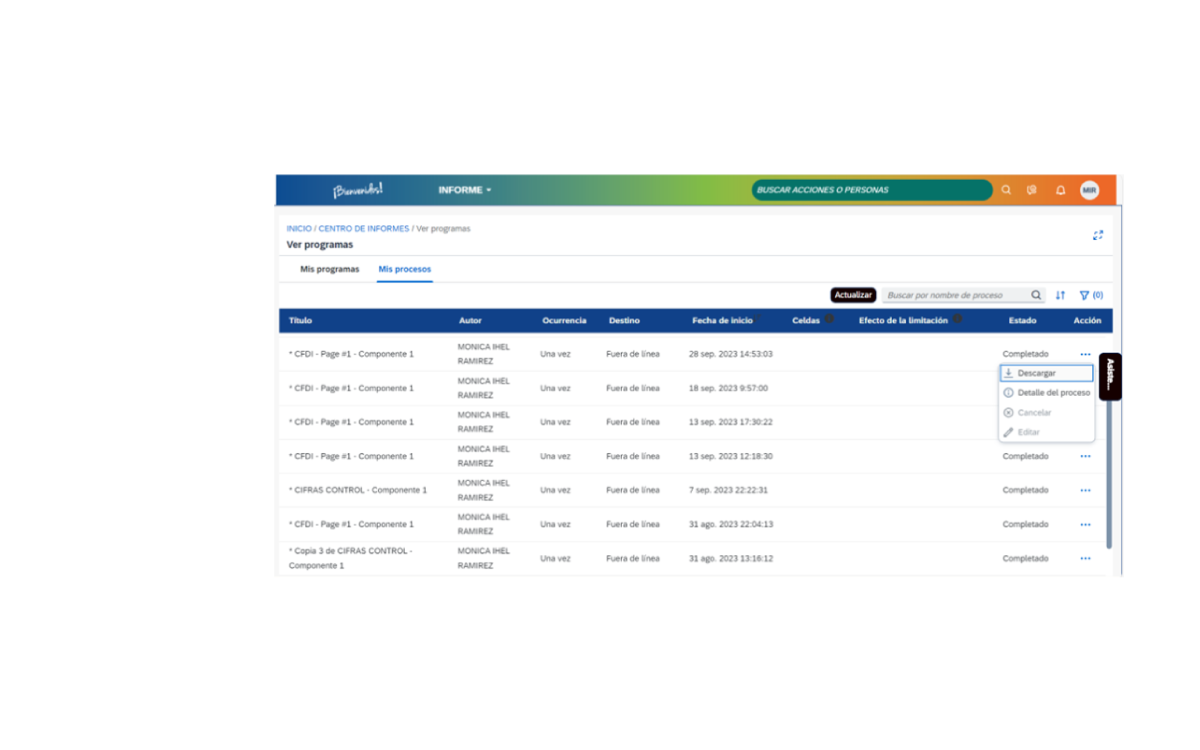 ¡Bienvenidos!
INFORME
BUSCAR ACCIONES O PERSONAS
MIR
INICIO / CENTRO DE INFORMES / Ver programas
Ver programas
Mis programas Mis procesos
Actualizar Buscar por nombre de proceso (0)
Título Autor Ocurrencia Destino Fecha de inicio Celdas Efecto de la limitación Estado Acción
* CFDI - Page #1 - Componente 1 MONICA IHEL RAMIREZ Una vez Fuera de línea 28 sep. 2023 14:53:03 Completado ...
Asiste...
Descargar
Detalle del proceso
Cancelar
Editar
* CFDI - Page #1 - Componente 1 MONICA IHEL RAMIREZ Una vez Fuera de línea 18 sep. 2023 9:57:00
* CFDI - Page #1 - Componente 1 MONICA IHEL RAMIREZ Una vez Fuera de línea 13 sep. 2023 17:30:22
* CFDI - Page #1 - Componente 1 MONICA IHEL RAMIREZ Una vez Fuera de línea 13 sep. 2023 12:18:30 Completado ...
* CIFRAS CONTROL - Componente 1 MONICA IHEL RAMIREZ Una vez Fuera de línea 7 sep. 2023 22:22:31 Completado ...
* CFDI - Page #1 - Componente 1 MONICA IHEL RAMIREZ Una vez Fuera de línea 31 ago. 2023 22:04:13 Completado ...
* Copia 3 de CIFRAS CONTROL - Componente 1 MONICA IHEL RAMIREZ Una vez Fuera de línea 31 ago. 2023 13:16:12 Completado ...